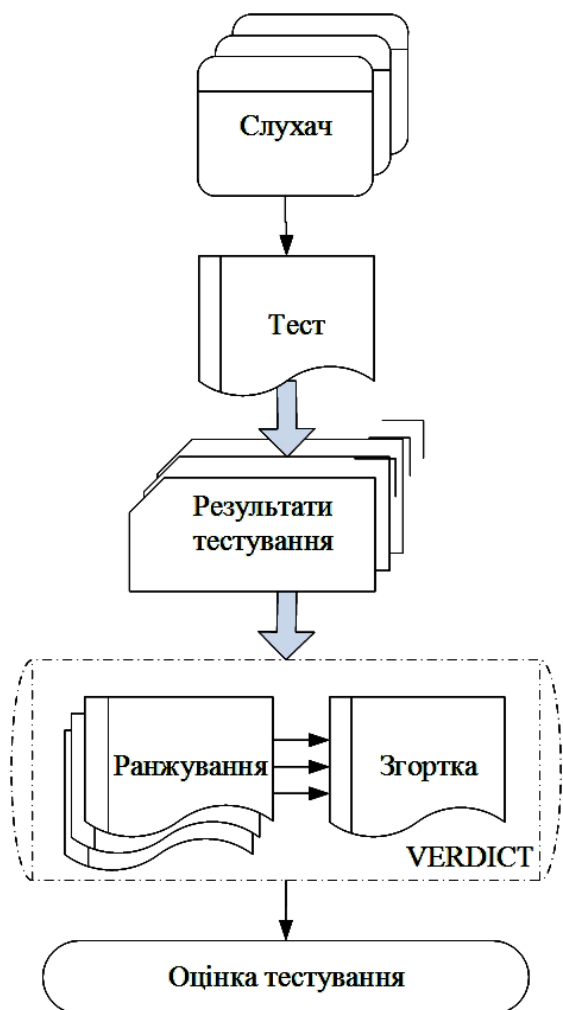 Слухач
Тест
Результати
тестування
Ранжування
Згортка
VERDICT
Оцінка тестування